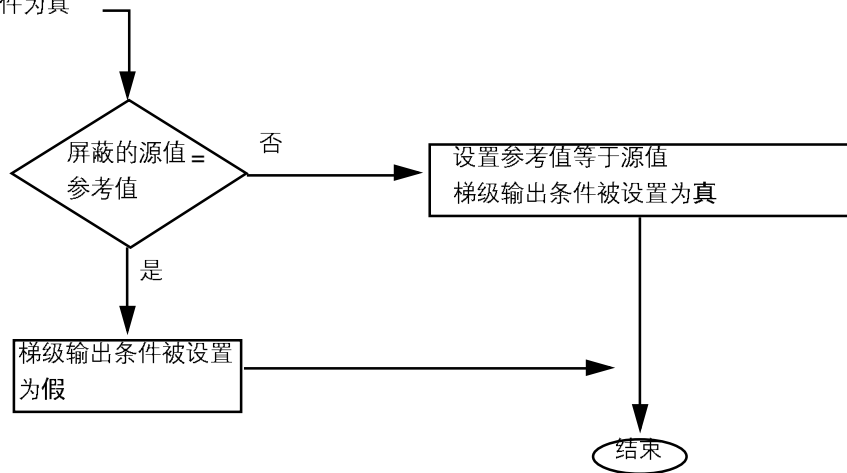 件为真
屏蔽的源值=
参考值
否
设置参考值等于源值
梯级输出条件被设置为真
是
梯级输出条件被设置
为假
结束